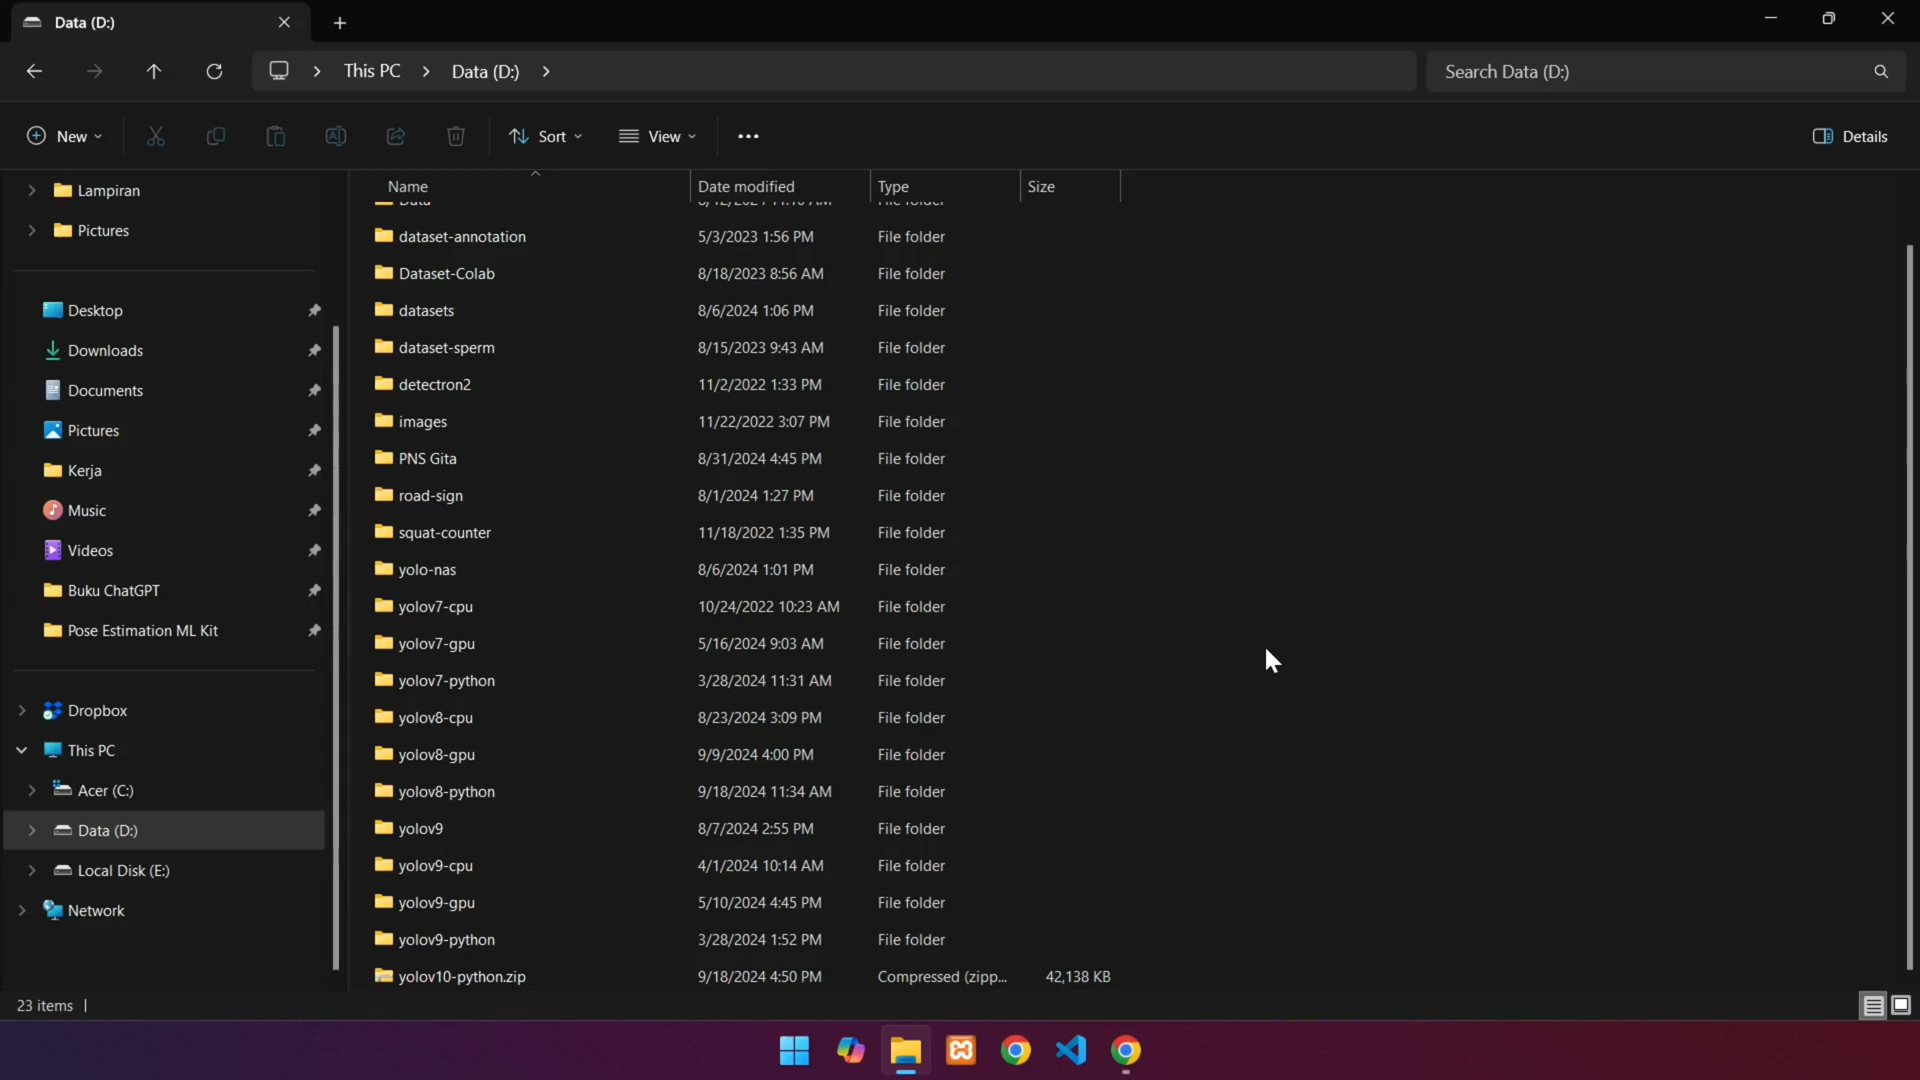 Data (D:)
This PC
Data (D:)
Search Data (D:)
New
Sort
View
Details
Lampiran
Pictures
Desktop
Downloads
Documents
Pictures
Kerja
Music
Videos
Buku ChatGPT
Pose Estimation ML Kit
Dropbox
This PC
Acer (C:)
Data (D:)
Local Disk (E:)
Network
Name Date modified Type Size
dataset-annotation 5/3/2023 1:56 PM File folder
Dataset-Colab 8/18/2023 8:56 AM File folder
datasets 8/6/2024 1:06 PM File folder
dataset-sperm 8/15/2023 9:43 AM File folder
detectron2 11/2/2022 1:33 PM File folder
images 11/22/2022 3:07 PM File folder
PNS Gita 8/31/2024 4:45 PM File folder
road-sign 8/1/2024 1:27 PM File folder
squat-counter 11/18/2022 1:35 PM File folder
yolo-nas 8/6/2024 1:01 PM File folder
yolov7-cpu 10/24/2022 10:23 AM File folder
yolov7-gpu 5/16/2024 9:03 AM File folder
yolov7-python 3/28/2024 11:31 AM File folder
yolov8-cpu 8/23/2024 3:09 PM File folder
yolov8-gpu 9/9/2024 4:00 PM File folder
yolov8-python 9/18/2024 11:34 AM File folder
yolov9 8/7/2024 2:55 PM File folder
yolov9-cpu 4/1/2024 10:14 AM File folder
yolov9-gpu 5/10/2024 4:45 PM File folder
yolov9-python 3/28/2024 1:52 PM File folder
yolov10-python.zip 9/18/2024 4:50 PM Compressed (zipp... 42,138 KB
23 items